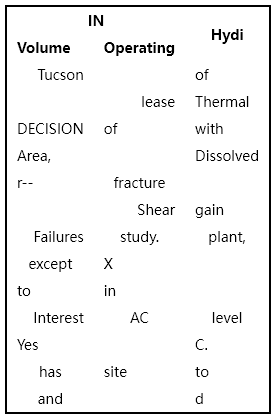 IN
Hydi
Volume Operating
Tucson of
lease Thermal
DECISION of with
Area, Dissolved
r-- fracture
Shear gain
Failures study. plant,
except X
to in
Interest AC level
Yes C.
has site to
and d